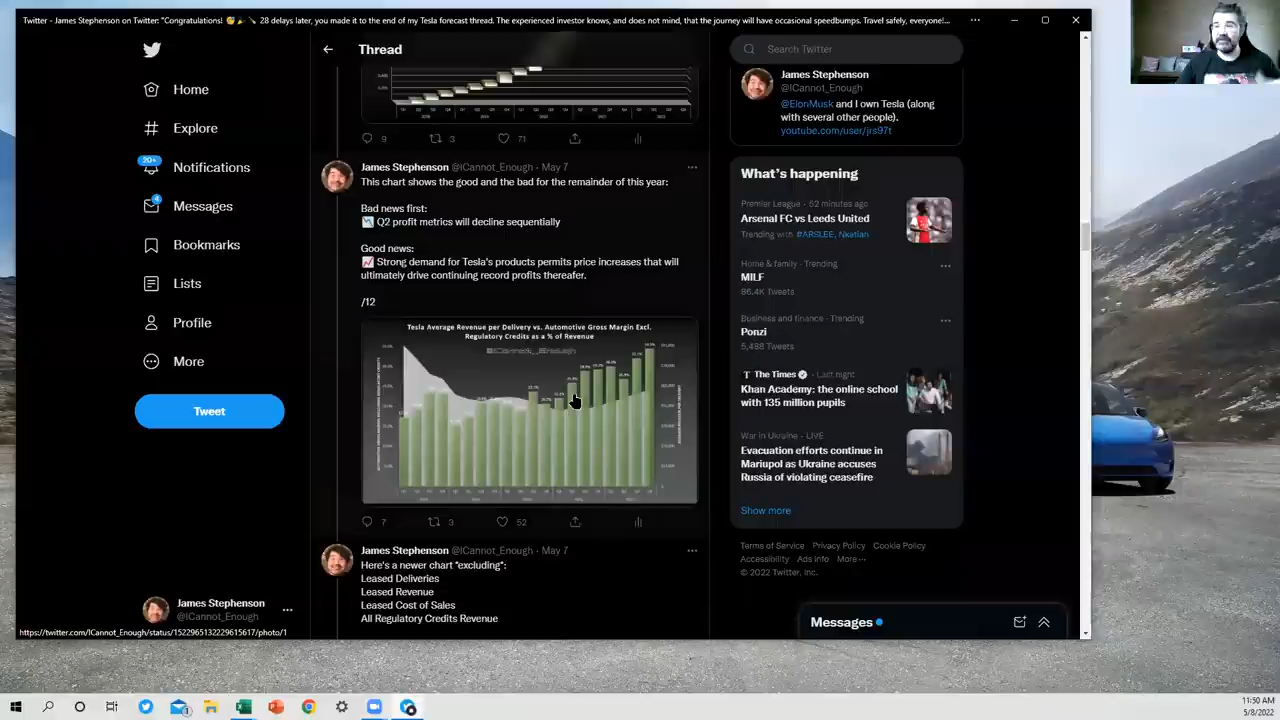 Twitter - James Stephenson on Twitter: "Congratulations! 🥳 🎉 🍾 28 delays later, you made it to the end of my Tesla forecast thread. The experienced investor knows, and does not mind, that the journey will have occasional speedbumps. Travel safely, everyone!...
Home
Explore
20+
Notifications
4
Messages
Bookmarks
Lists
Profile
More
Tweet
James Stephenson
@ICannot_Enough
https://twitter.com/ICannot_Enough/status/1522965132229615617/photo/1
Thread
9
3
71
James Stephenson @ICannot_Enough · May 7
This chart shows the good and the bad for the remainder of this year:
Bad news first:
📉 Q2 profit metrics will decline sequentially
Good news:
📈 Strong demand for Tesla's products permits price increases that will
ultimately drive continuing record profits thereafter.
/12
Tesla Average Revenue per Delivery vs. Automotive Gross Margin Excl.
Regulatory Credits as a % of Revenue
@ICannot_Enough
7
3
52
James Stephenson @ICannot_Enough · May 7
Here's a newer chart *excluding*:
Leased Deliveries
Leased Revenue
Leased Cost of Sales
All Regulatory Credits Revenue
Search Twitter
James Stephenson
@ICannot_Enough
@ElonMusk and I own Tesla (along
with several other people).
youtube.com/user/jrs97t
What's happening
Premier League · 52 minutes ago
Arsenal FC vs Leeds United
Trending with #ARSLEE, Nketiah
Home & family · Trending
MILF
86.4K Tweets
Business and finance · Trending
Ponzi
5,488 Tweets
The Times · Last night
Khan Academy: the online school
with 135 million pupils
War in Ukraine · LIVE
Evacuation efforts continue in
Mariupol as Ukraine accuses
Russia of violating ceasefire
Show more
Terms of Service Privacy Policy Cookie Policy
Accessibility Ads info More ···
© 2022 Twitter, Inc.
Messages
11:50 AM
5/8/2022